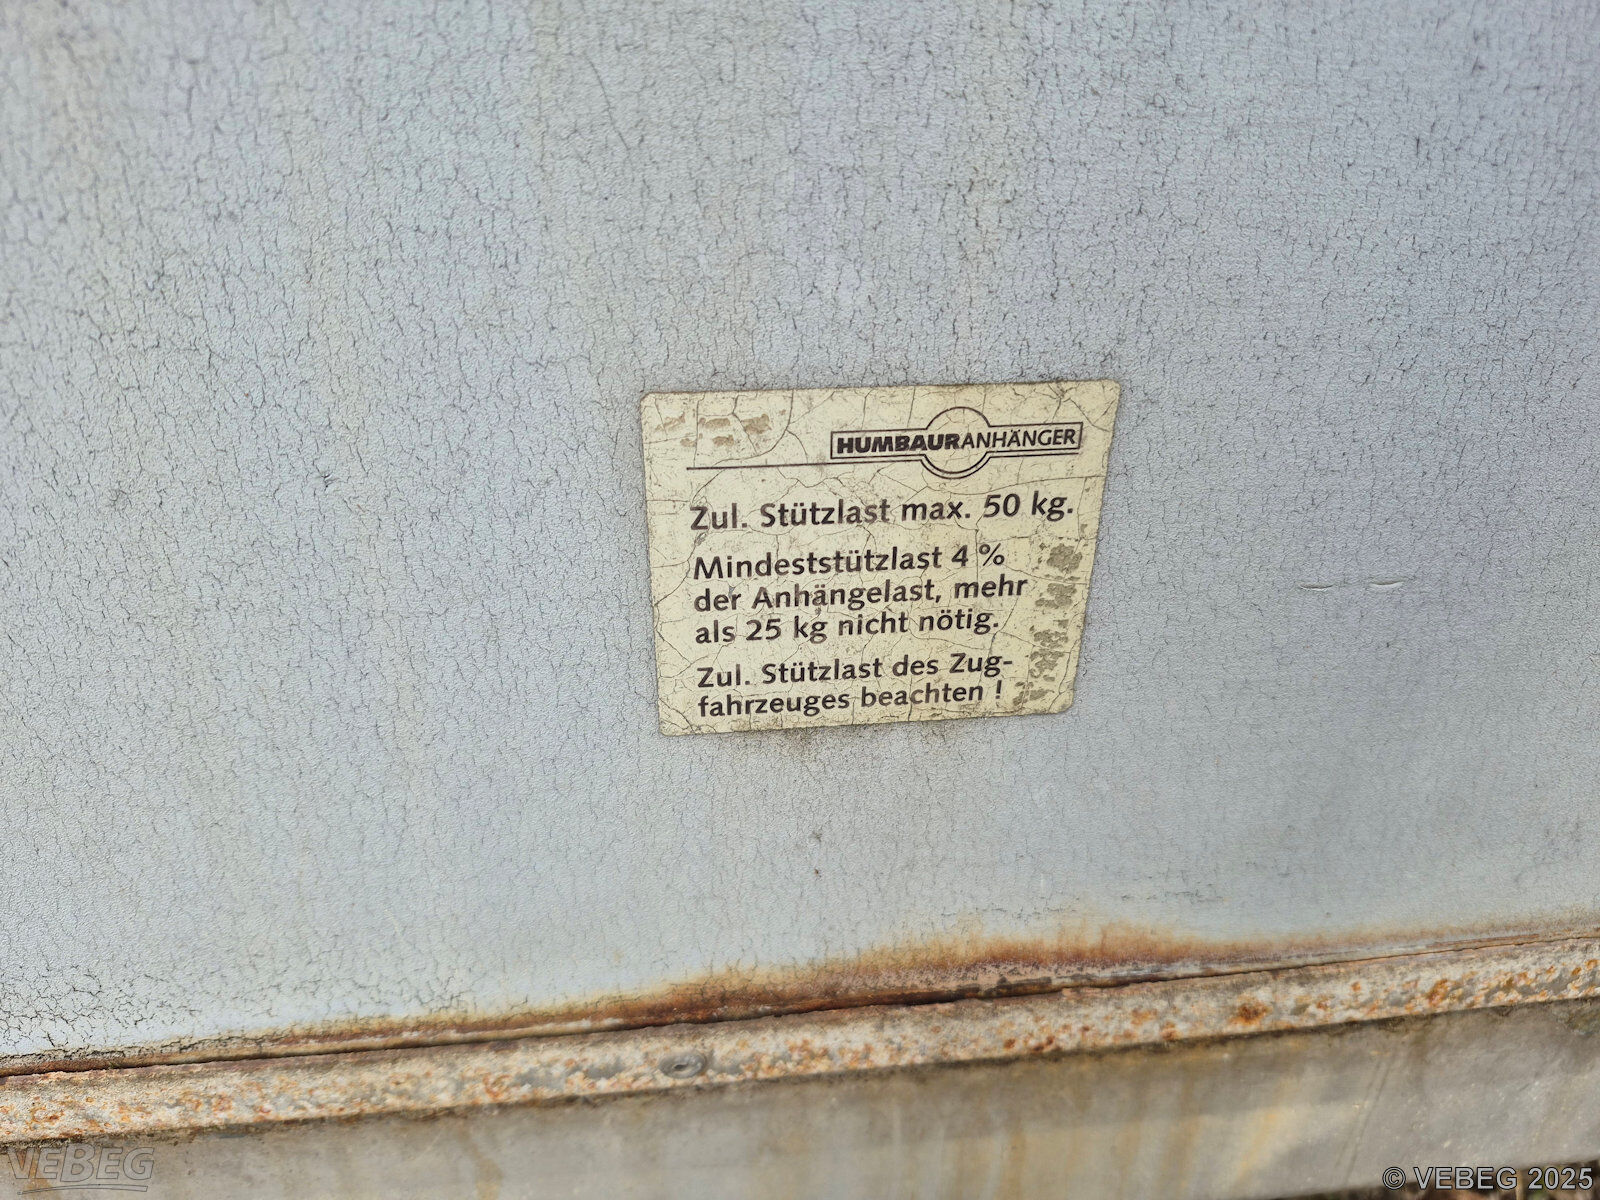 HUMBAURANHÄNGER
Zul. Stützlast max. 50 kg.
Mindeststützlast 4 %
der Anhängelast, mehr
als 25 kg nicht nötig.
Zul. Stützlast des Zug-
fahrzeuges beachten !
VEBEG
© VEBEG 2025